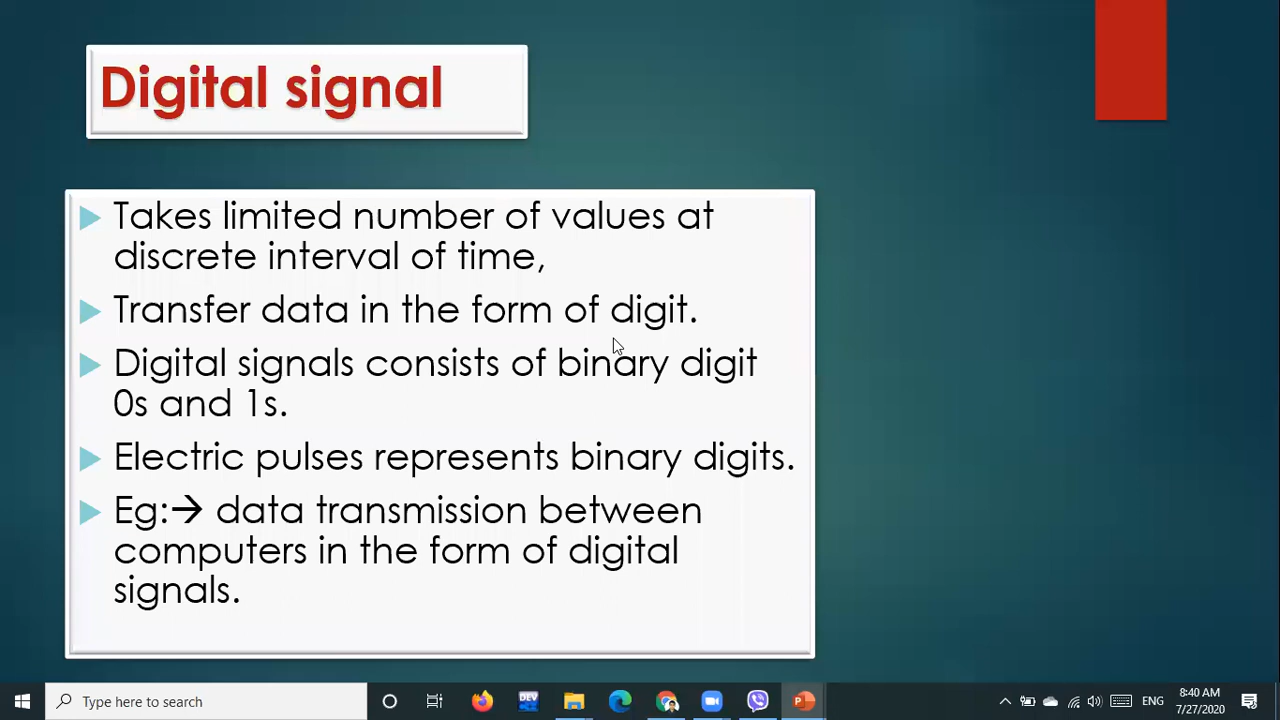 Digital signal
Takes limited number of values at
discrete interval of time,
Transfer data in the form of digit.
Digital signals consists of binary digit
0s and 1s.
Electric pulses represents binary digits.
Eg:→ data transmission between
computers in the form of digital
signals.
Type here to search
DEV
ENG
8:40 AM
7/27/2020